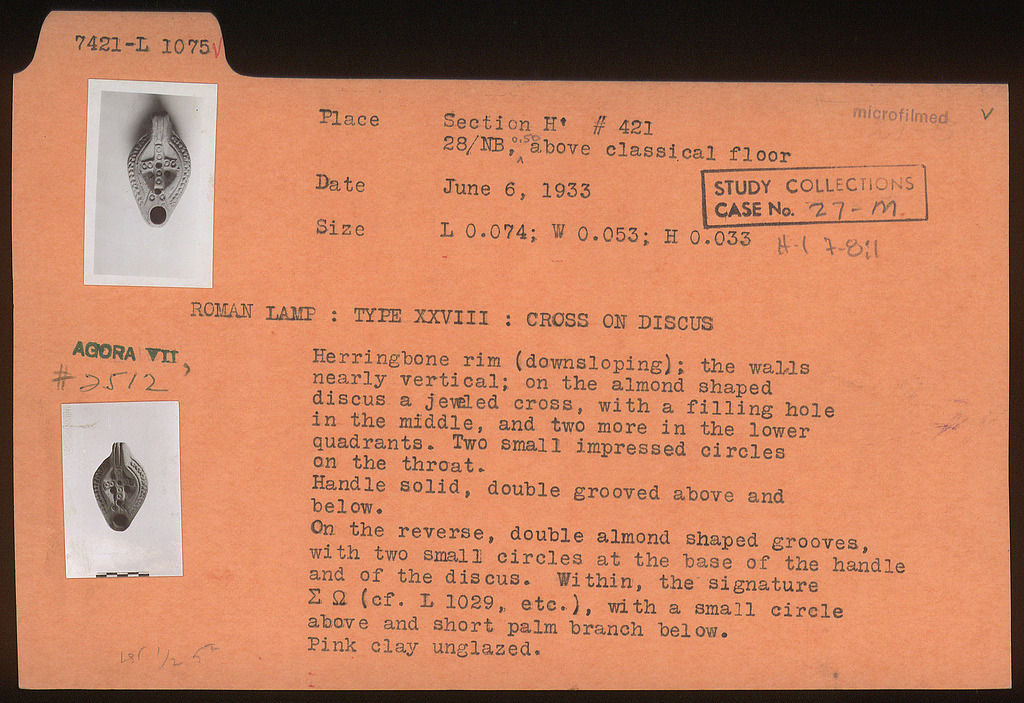 7421-L 1075 √
microfilmed √
Place Section H' # 421
28/NB, 0.50 above classical floor
Date June 6, 1933
STUDY COLLECTIONS
CASE No. 27-M.
Size L 0.074; W 0.053; H 0.033
ROMAN LAMP : TYPE XXVIII : CROSS ON DISCUS
AGORA VII,
# 2512
Herringbone rim (downsloping); the walls
nearly vertical; on the almond shaped
discus a jeweled cross, with a filling hole
in the middle, and two more in the lower
quadrants. Two small impressed circles
on the throat.
Handle solid, double grooved above and
below.
On the reverse, double almond shaped grooves,
with two small circles at the base of the handle
and of the discus. Within, the signature
Σ Ω (cf. L 1029, etc.), with a small circle
above and short palm branch below.
Pink clay unglazed.